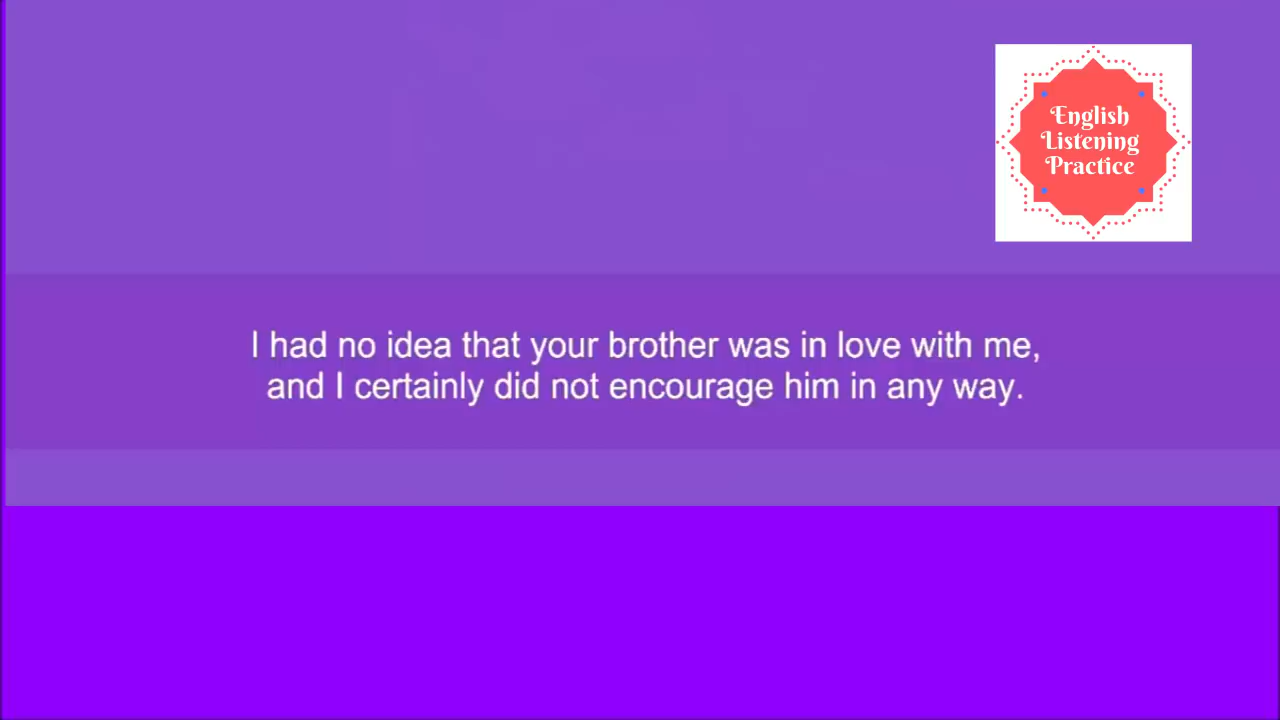 English
Listening
Practice
I had no idea that your brother was in love with me,
and I certainly did not encourage him in any way.